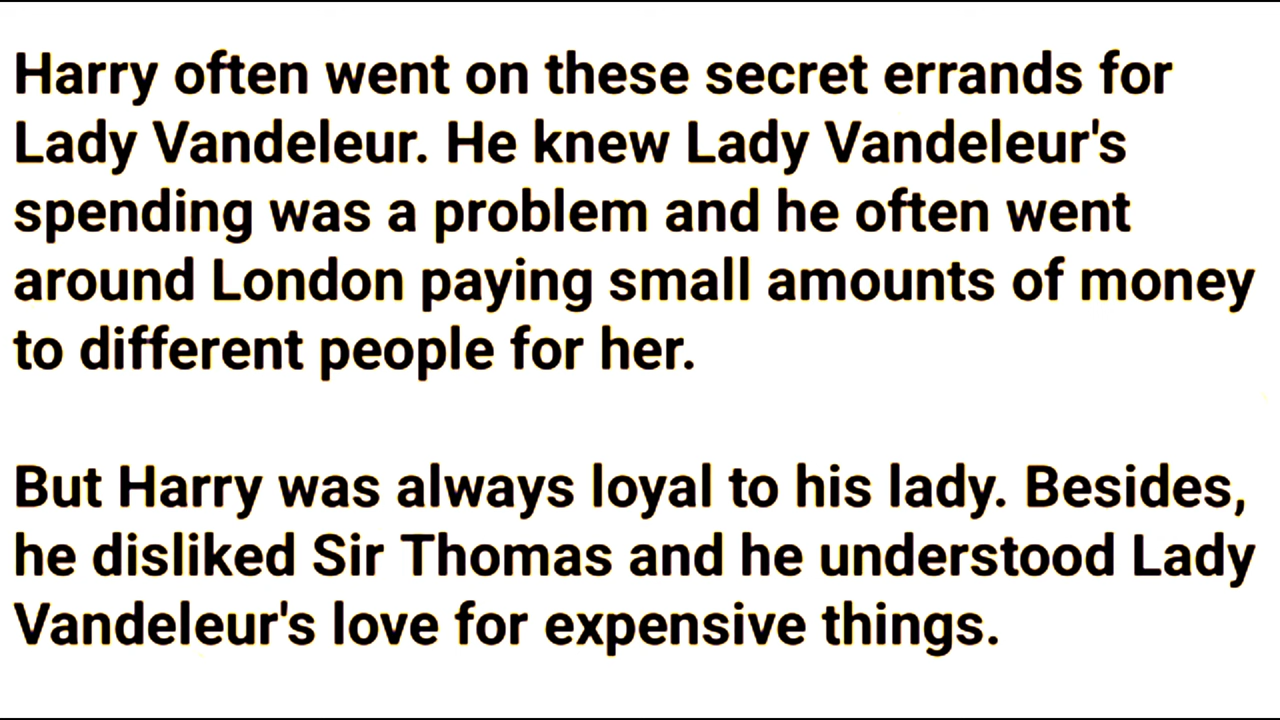 Harry often went on these secret errands for
Lady Vandeleur. He knew Lady Vandeleur's
spending was a problem and he often went
around London paying small amounts of money
to different people for her.
But Harry was always loyal to his lady. Besides,
he disliked Sir Thomas and he understood Lady
Vandeleur's love for expensive things.